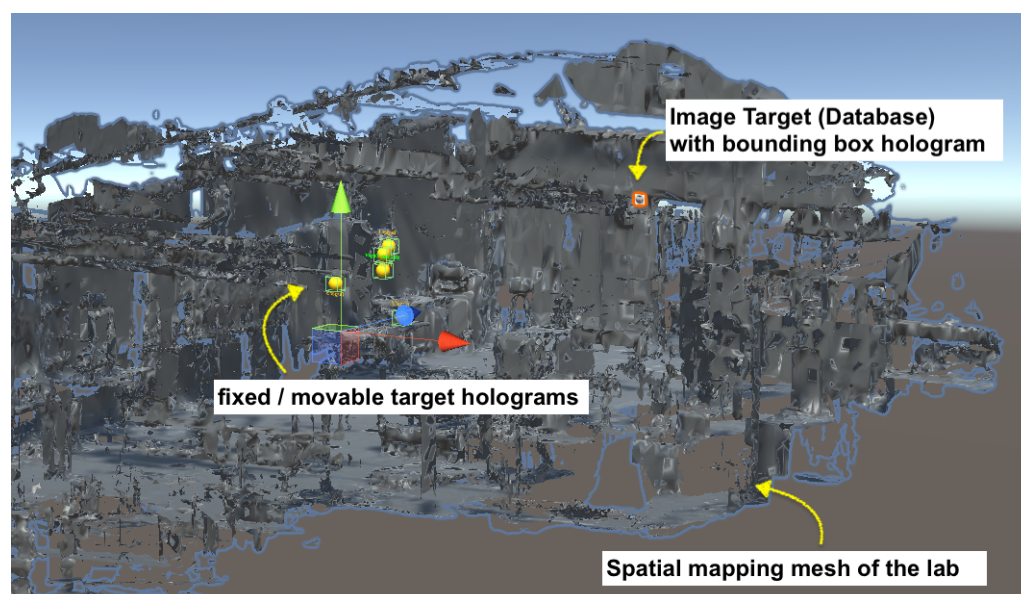 Image Target (Database)
with bounding box hologram
fixed / movable target holograms
Spatial mapping mesh of the lab